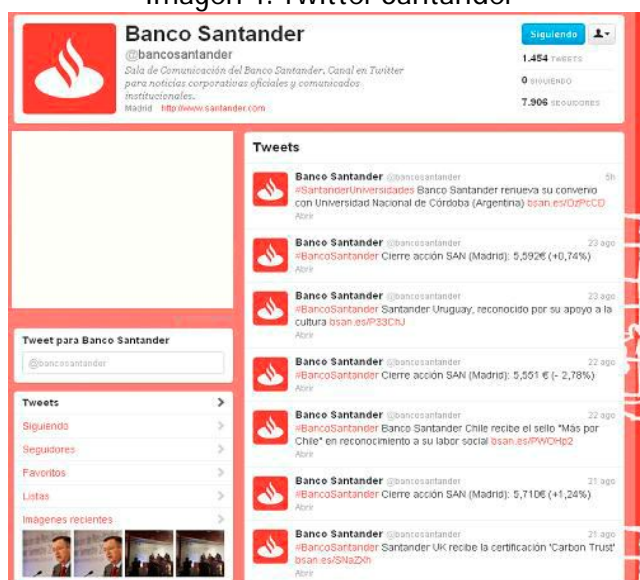 Imagen 1. Twitter Santander
Banco Santander
@bancosantander
Sala de Comunicación del Banco Santander, Canal en Twitter
para noticias corporativas oficiales y comunicados
institucionales.
Madrid http://www.santander.com
Siguiendo
1.454 TWEETS
0 SIGUIENDO
7.906 SEGUIDORES
Tweet para Banco Santander
@bancosantander
Tweets
Siguiendo
Seguidores
Favoritos
Listas
Imágenes recientes
Tweets
Banco Santander @bancosantander 5h
#SantanderUniversidades Banco Santander renueva su convenio
con Universidad Nacional de Córdoba (Argentina) bsan.es/OzPcCD
Abrir
Banco Santander @bancosantander 23 ago
#BancoSantander Cierre acción SAN (Madrid): 5,592€ (+0,74%)
Abrir
Banco Santander @bancosantander 23 ago
#BancoSantander Santander Uruguay, reconocido por su apoyo a la
cultura bsan.es/P33ChJ
Abrir
Banco Santander @bancosantander 22 ago
#BancoSantander Cierre acción SAN (Madrid): 5,551 € (- 2,78%)
Abrir
Banco Santander @bancosantander 22 ago
#BancoSantander Banco Santander Chile recibe el sello "Más por
Chile" en reconocimiento a su labor social bsan.es/PWOHp2
Abrir
Banco Santander @bancosantander 21 ago
#BancoSantander Cierre acción SAN (Madrid): 5,710€ (+1,24%)
Abrir
Banco Santander @bancosantander 21 ago
#BancoSantander Santander UK recibe la certificación 'Carbon Trust'
bsan.es/SNaZXh
Abrir